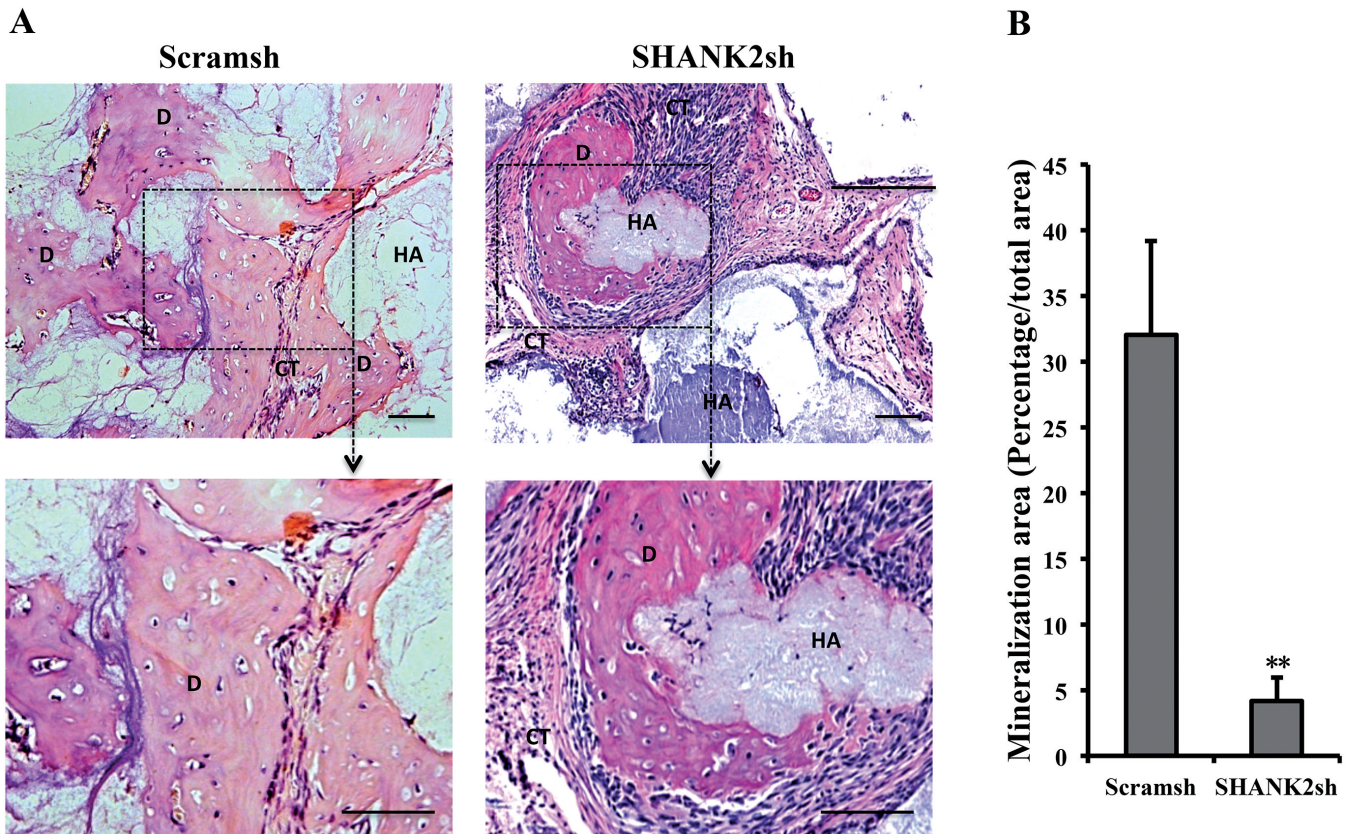 A
B
Scramsh
SHANK2sh
D
D
HA
CT
D
CT
D
HA
CT
HA
D
D
HA
CT
Mineralization area (Percentage/total area)
45
40
35
30
25
20
15
10
5
0
**
Scramsh SHANK2sh